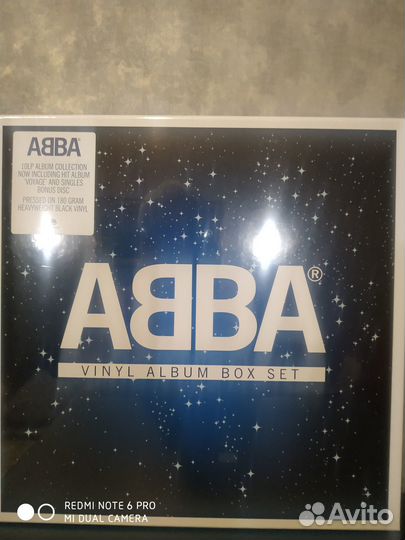 ABBA
10LP ALBUM COLLECTION
NOW INCLUDING HIT ALBUM
'VOYAGE' AND SINGLES
BONUS DISC
PRESSED ON 180 GRAM
HEAVYWEIGHT BLACK VINYL
ABBA®
VINYL ALBUM BOX SET
REDMI NOTE 6 PRO
MI DUAL CAMERA
Avito